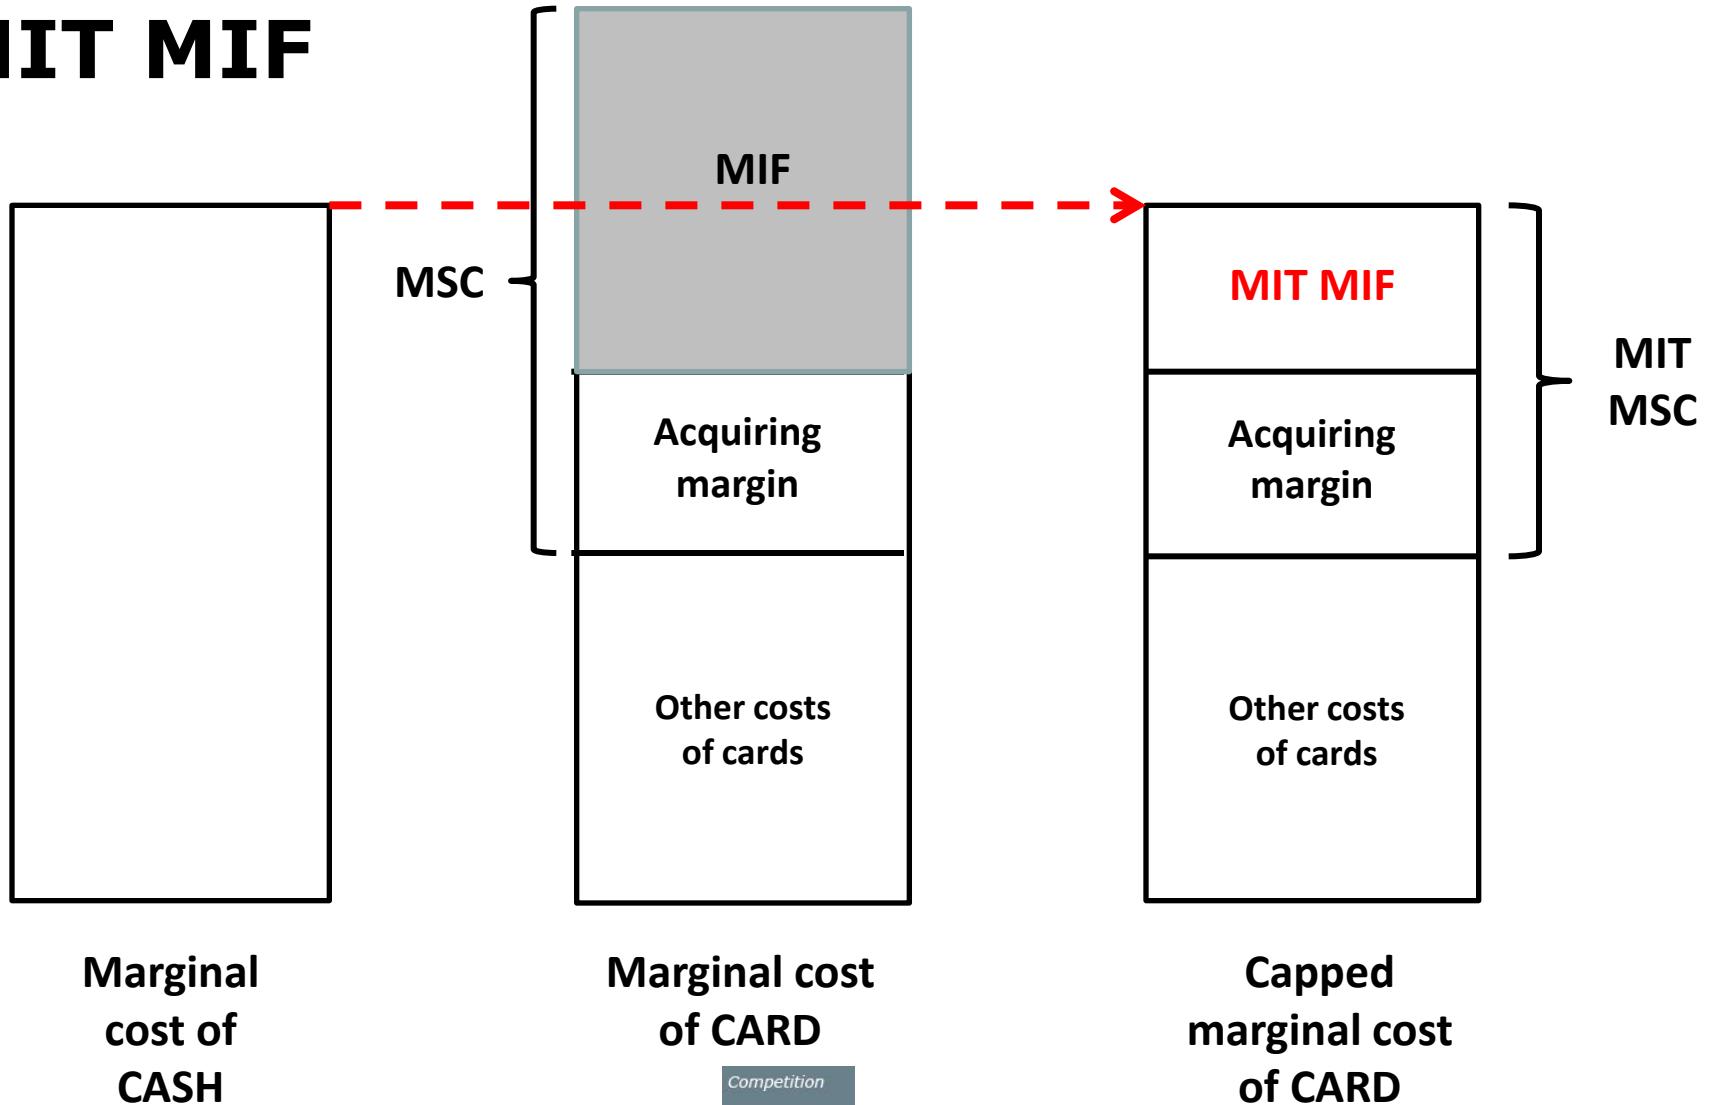 MIT MIF
MIF
MSC
MIT MIF
MIT
MSC
Acquiring
margin
Acquiring
margin
Other costs
of cards
Other costs
of cards
Marginal
cost of
CASH
Marginal cost
of CARD
Capped
marginal cost
of CARD
Competition